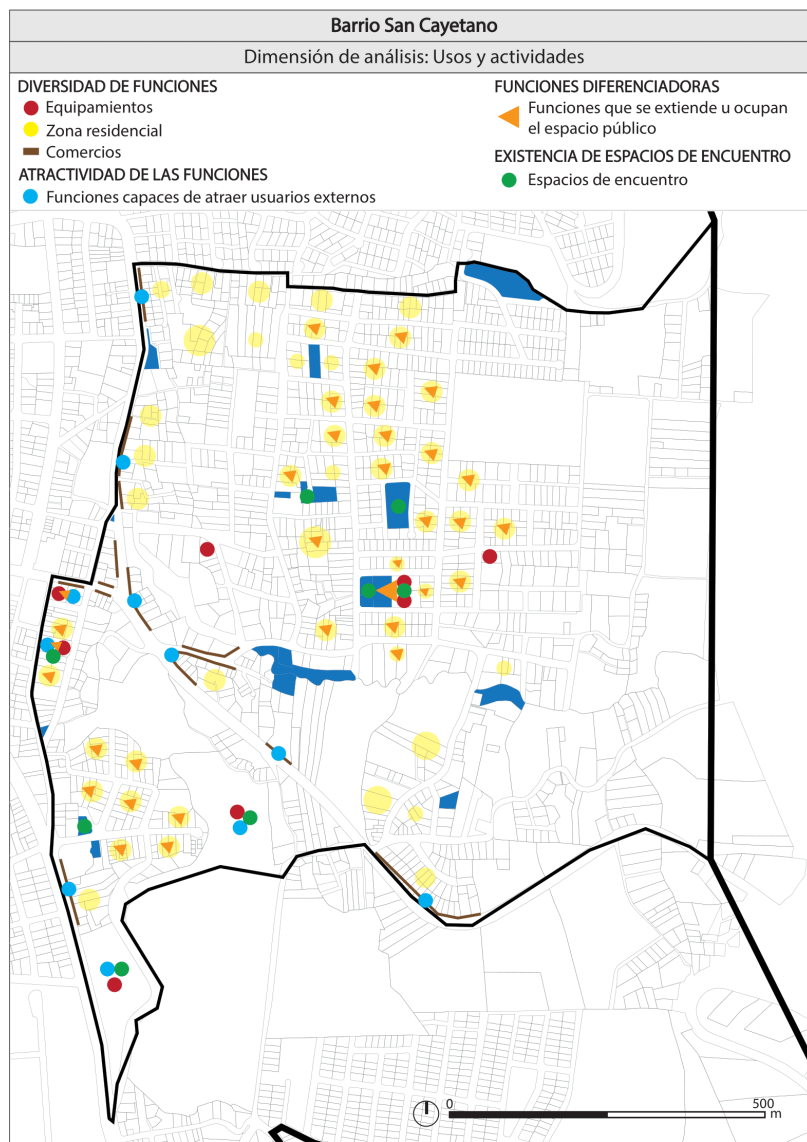 Barrio San Cayetano
Dimensión de análisis: Usos y actividades
DIVERSIDAD DE FUNCIONES
Equipamientos
Zona residencial
Comercios
ATRACTIVIDAD DE LAS FUNCIONES
Funciones capaces de atraer usuarios externos
FUNCIONES DIFERENCIADORAS
Funciones que se extiende u ocupan
el espacio público
EXISTENCIA DE ESPACIOS DE ENCUENTRO
Espacios de encuentro
0 500
m